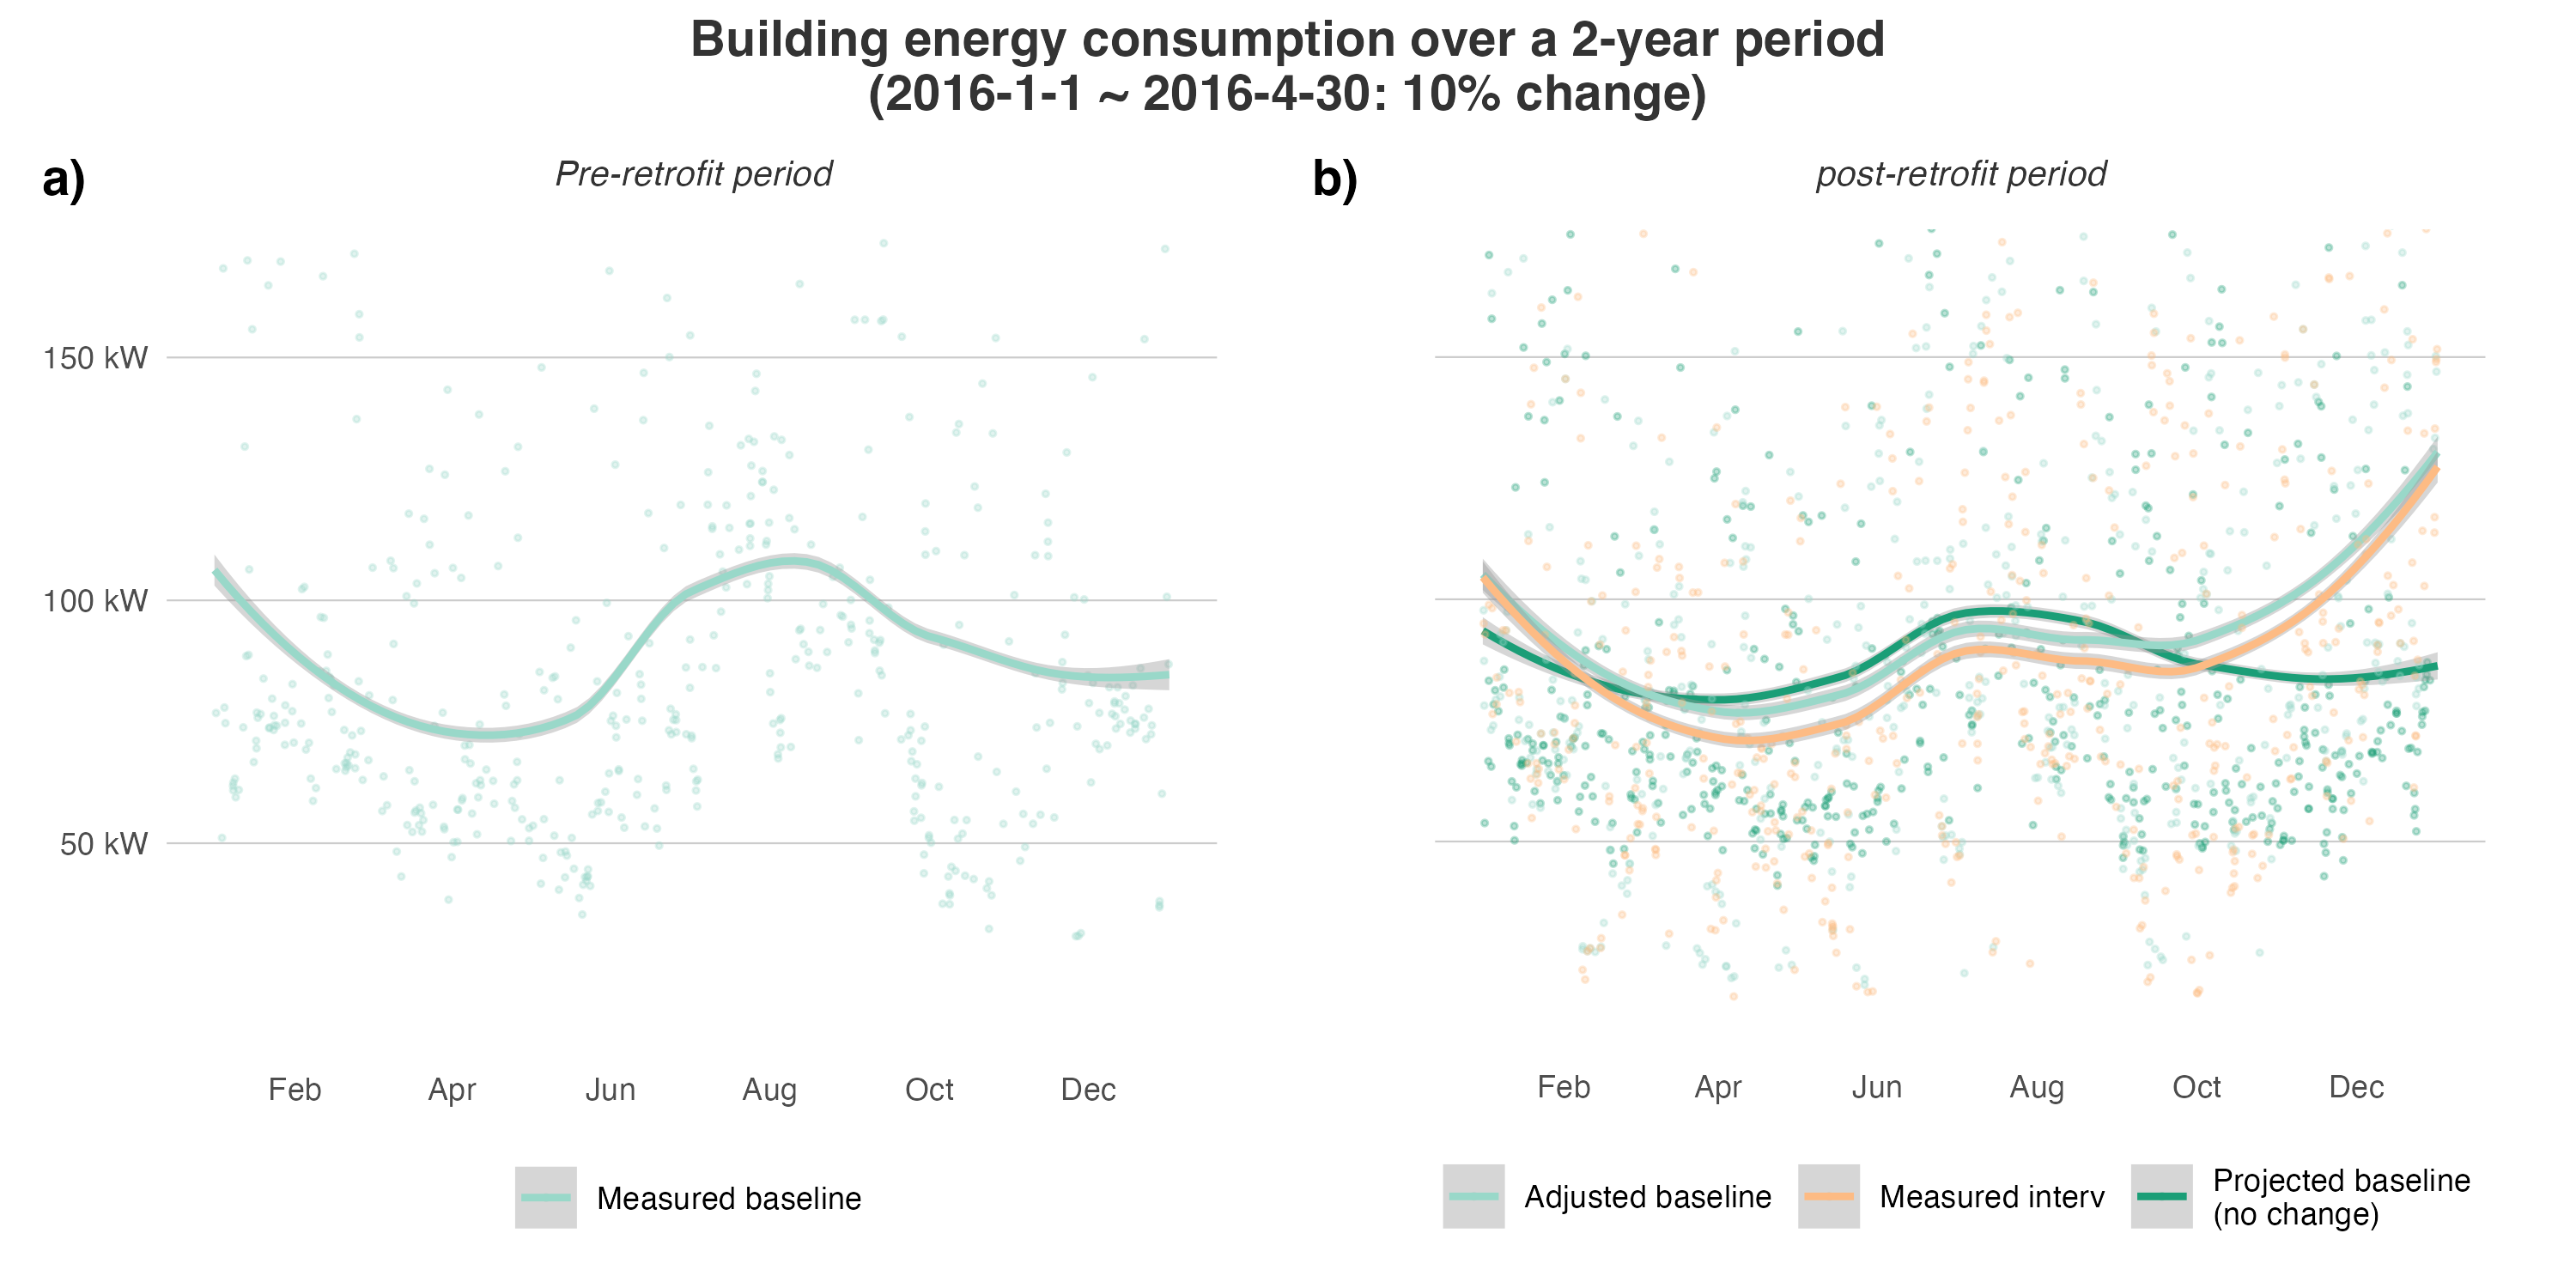 Building energy consumption over a 2-year period
(2016-1-1 ~ 2016-4-30: 10% change)
a)
Pre-retrofit period
150 kW
100 kW
50 kW
Feb Apr Jun Aug Oct Dec
Measured baseline
b)
post-retrofit period
Feb Apr Jun Aug Oct Dec
Adjusted baseline
Measured interv
Projected baseline
(no change)